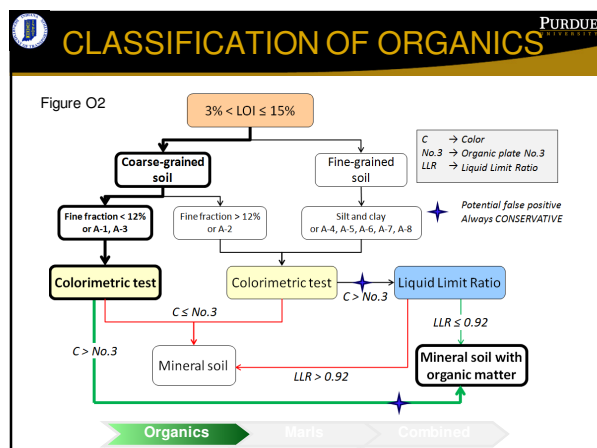 PURDUE
UNIVERSITY
CLASSIFICATION OF ORGANICS
Figure O2
3% < LOI ≤ 15%
C → Color
No.3 → Organic plate No.3
LLR → Liquid Limit Ratio
Coarse-grained
soil
Fine-grained
soil
Potential false positive
Always CONSERVATIVE
Fine fraction < 12%
or A-1, A-3
Fine fraction > 12%
or A-2
Silt and clay
or A-4, A-5, A-6, A-7, A-8
Colorimetric test
Colorimetric test
C > No.3
Liquid Limit Ratio
C ≤ No.3
LLR ≤ 0.92
C > No.3
Mineral soil
LLR > 0.92
Mineral soil with
organic matter
Organics
Marls
Combined